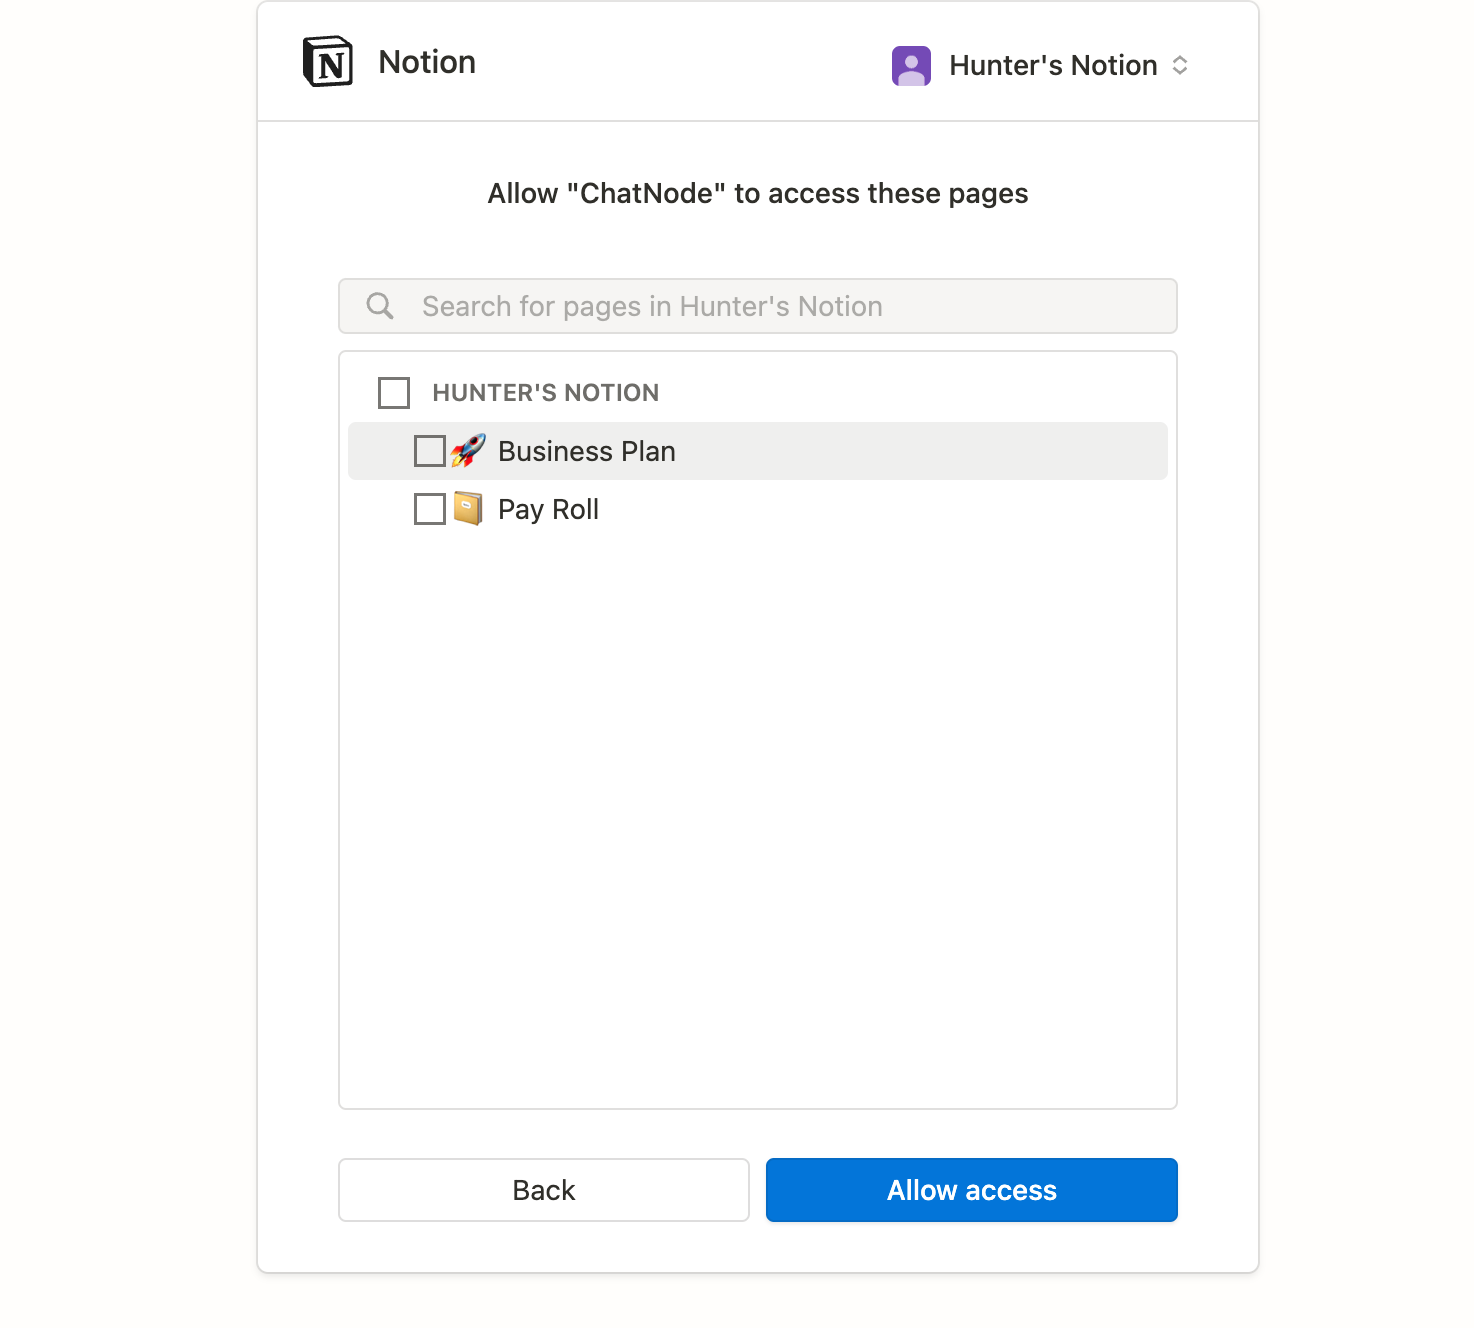 Notion
Hunter's Notion
Allow "ChatNode" to access these pages
Search for pages in Hunter's Notion
HUNTER'S NOTION
Business Plan
Pay Roll
Back
Allow access